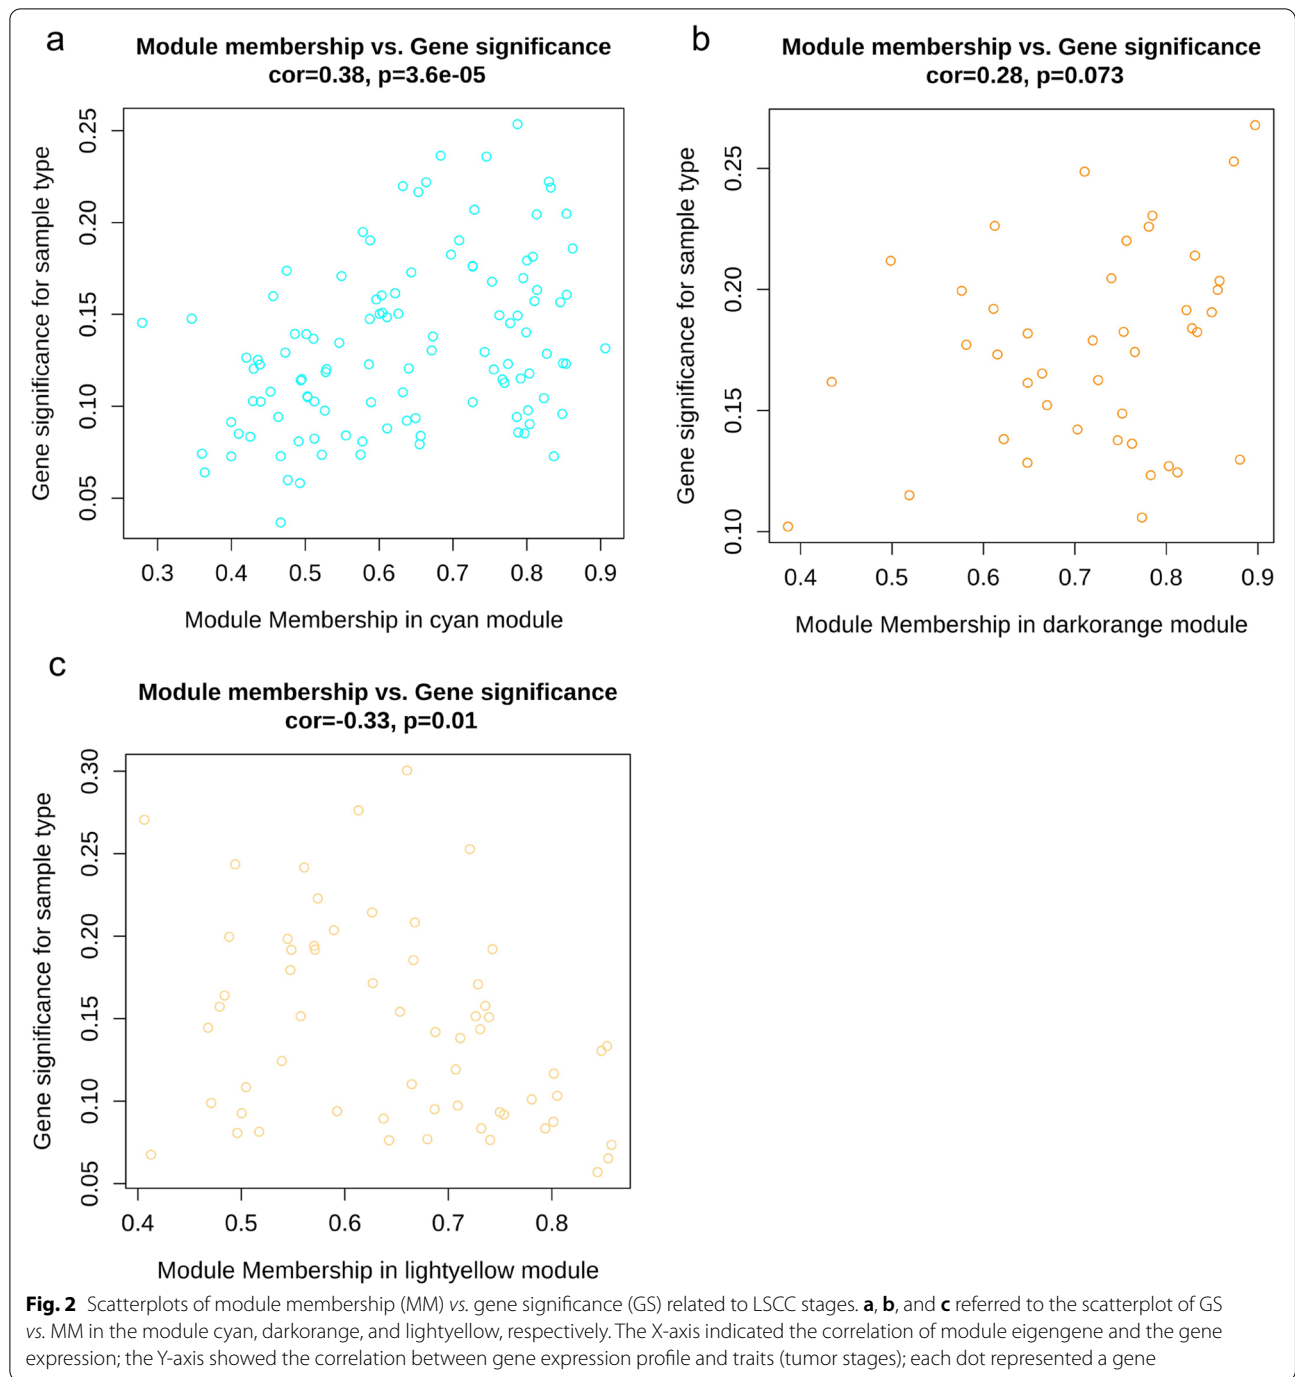 a
Module membership vs. Gene significance
cor=0.38, p=3.6e-05
Gene significance for sample type
0.25
0.20
0.15
0.10
0.05
0.3 0.4 0.5 0.6 0.7 0.8 0.9
Module Membership in cyan module
b
Module membership vs. Gene significance
cor=0.28, p=0.073
Gene significance for sample type
0.25
0.20
0.15
0.10
0.4 0.5 0.6 0.7 0.8 0.9
Module Membership in darkorange module
c
Module membership vs. Gene significance
cor=-0.33, p=0.01
Gene significance for sample type
0.30
0.25
0.20
0.15
0.10
0.05
0.4 0.5 0.6 0.7 0.8
Module Membership in lightyellow module
Fig. 2 Scatterplots of module membership (MM) vs. gene significance (GS) related to LSCC stages. a, b, and c referred to the scatterplot of GS
vs. MM in the module cyan, darkorange, and lightyellow, respectively. The X-axis indicated the correlation of module eigengene and the gene
expression; the Y-axis showed the correlation between gene expression profile and traits (tumor stages); each dot represented a gene